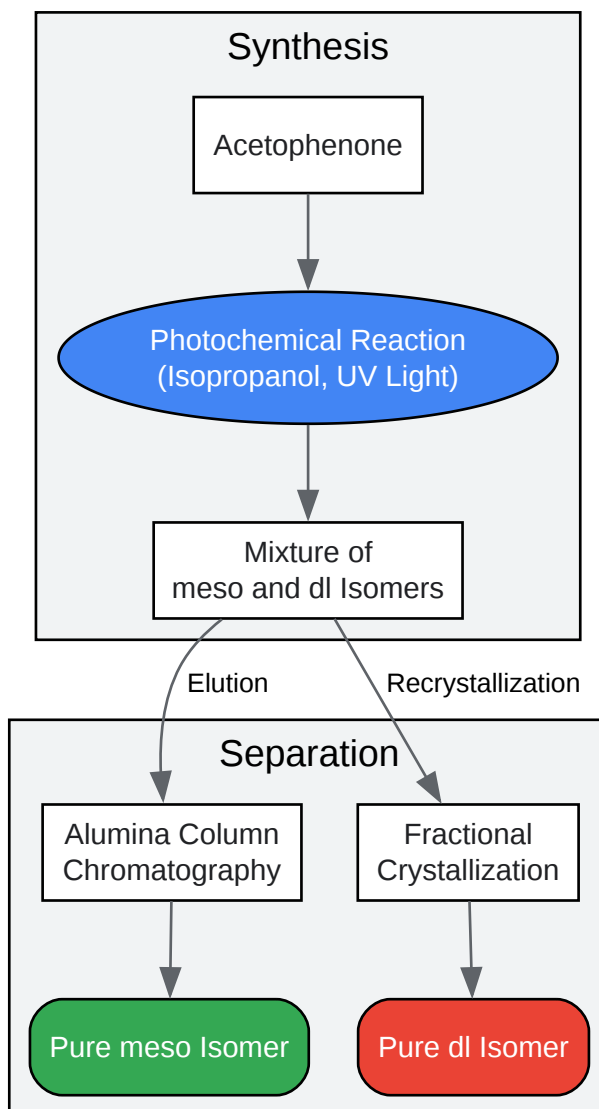 Synthesis
Acetophenone
Photochemical Reaction
(Isopropanol, UV Light)
Mixture of
meso and dl Isomers
Elution
Recrystallization
Separation
Alumina Column
Chromatography
Fractional
Crystallization
Pure meso Isomer
Pure dl Isomer